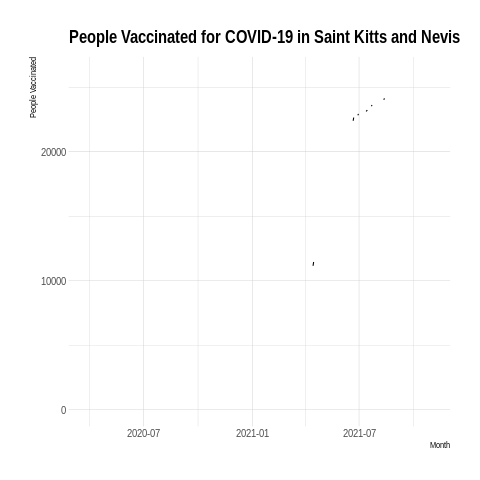 People Vaccinated for COVID-19 in Saint Kitts and Nevis
People Vaccinated
20000
10000
0
2020-07
2021-01
2021-07
Month